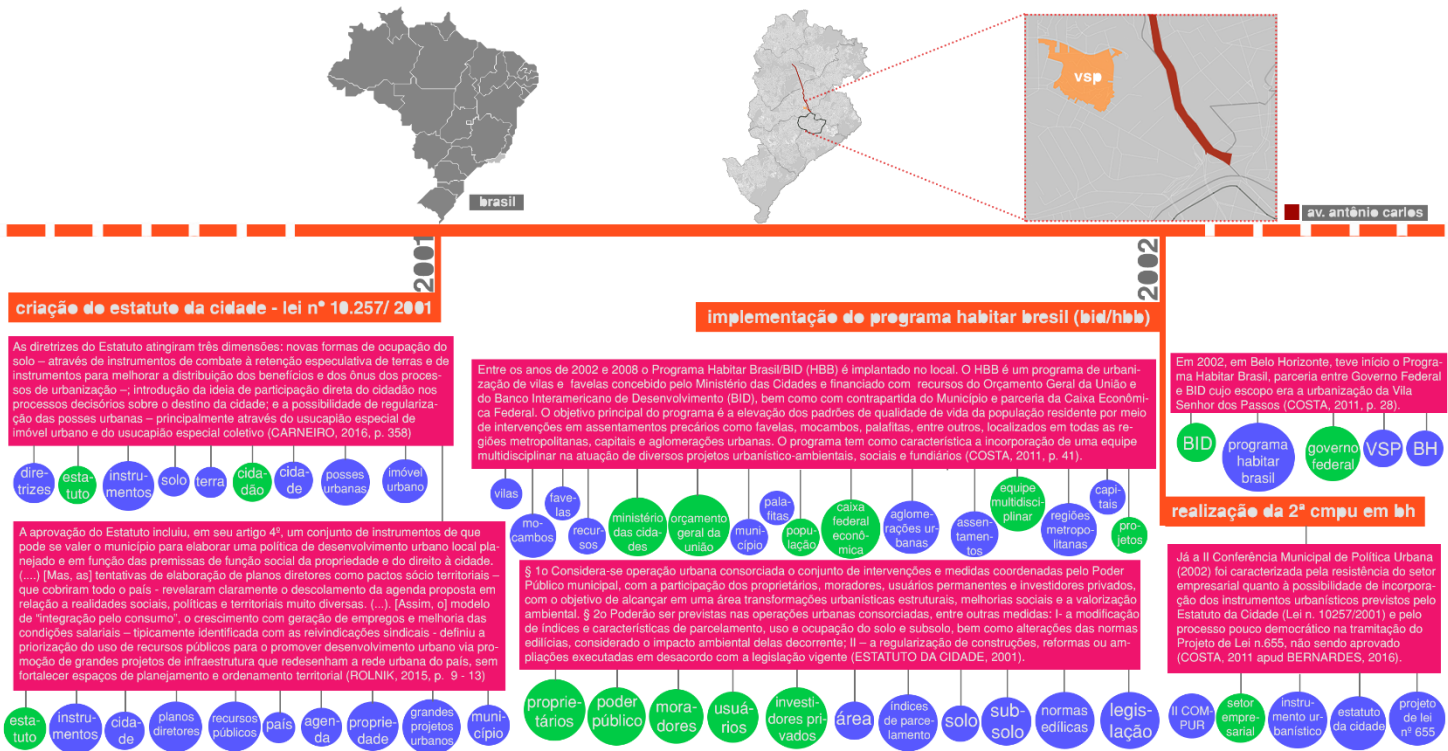 vsp
brasil
av. antônio carlos
2001
criação do estatuto da cidade - lei n° 10.257/ 2001
As diretrizes do Estatuto atingiram três dimensões: novas formas de ocupação do
solo – através de instrumentos de combate à retenção especulativa de terras e de
instrumentos para melhorar a distribuição dos benefícios e dos ônus dos proces-
sos de urbanização –; introdução da ideia de participação direta do cidadão nos
processos decisórios sobre o destino da cidade; e a possibilidade de regulariza-
ção das posses urbanas – principalmente através do usucapião especial de
imóvel urbano e do usucapião especial coletivo (CARNEIRO, 2016, p. 358)
dire-
trizes
esta-
tuto
instru-
mentos
solo
terra
cida-
dão
cida-
de
posses
urbanas
imóvel
urbano
A aprovação do Estatuto incluiu, em seu artigo 4º, um conjunto de instrumentos de que
pode se valer o município para elaborar uma política de desenvolvimento urbano local pla-
nejado e em função das premissas de função social da propriedade e do direito à cidade.
(....) [Mas, as] tentativas de elaboração de planos diretores como pactos sócio territoriais –
que cobriram todo o país - revelaram claramente o descolamento da agenda proposta em
relação a realidades sociais, políticas e territoriais muito diversas. (...). [Assim, o] modelo
de “integração pelo consumo”, o crescimento com geração de empregos e melhoria das
condições salariais – tipicamente identificada com as reivindicações sindicais - definiu a
priorização do uso de recursos públicos para o promover desenvolvimento urbano via pro-
moção de grandes projetos de infraestrutura que redesenham a rede urbana do país, sem
fortalecer espaços de planejamento e ordenamento territorial (ROLNIK, 2015, p. 9 - 13)
esta-
tuto
instru-
mentos
cida-
de
planos
diretores
recursos
públicos
país
agen-
da
proprie-
dade
grandes
projetos
urbanos
muni-
cípio
2002
implementação do programa habitar bresil (bid/hbb)
Entre os anos de 2002 e 2008 o Programa Habitar Brasil/BID (HBB) é implantado no local. O HBB é um programa de urbani-
zação de vilas e favelas concebido pelo Ministério das Cidades e financiado com recursos do Orçamento Geral da União e
do Banco Interamericano de Desenvolvimento (BID), bem como com contrapartida do Município e parceria da Caixa Econômi-
ca Federal. O objetivo principal do programa é a elevação dos padrões de qualidade de vida da população residente por meio
de intervenções em assentamentos precários como favelas, mocambos, palafitas, entre outros, localizados em todas as re-
giões metropolitanas, capitais e aglomerações urbanas. O programa tem como característica a incorporação de uma equipe
multidisciplinar na atuação de diversos projetos urbanístico-ambientais, sociais e fundiários (COSTA, 2011, p. 41).
vilas
mo-
cambos
fave-
las
recur-
sos
ministério
das cida-
des
orçamento
geral da
união
muni-
cípio
pala-
fitas
popu-
lação
caixa
federal
econô-
mica
aglome-
rações ur-
banas
assen-
tamentos
equipe
multidisci-
plinar
regiões
metropo-
litanas
capi-
tais
pro-
jetos
§ 1o Considera-se operação urbana consorciada o conjunto de intervenções e medidas coordenadas pelo Poder
Público municipal, com a participação dos proprietários, moradores, usuários permanentes e investidores privados,
com o objetivo de alcançar em uma área transformações urbanísticas estruturais, melhorias sociais e a valorização
ambiental. § 2o Poderão ser previstas nas operações urbanas consorciadas, entre outras medidas: I- a modificação
de índices e características de parcelamento, uso e ocupação do solo e subsolo, bem como alterações das normas
edilícias, considerado o impacto ambiental delas decorrente; II – a regularização de construções, reformas ou am-
pliações executadas em desacordo com a legislação vigente (ESTATUTO DA CIDADE, 2001).
proprie-
tários
poder
público
mora-
dores
usuá-
rios
investi-
dores pri-
vados
área
índices
de parce-
lamento
solo
sub-
solo
normas
edílicas
legis-
lação
Em 2002, em Belo Horizonte, teve início o Progra-
ma Habitar Brasil, parceria entre Governo Federal
e BID cujo escopo era a urbanização da Vila
Senhor dos Passos (COSTA, 2011, p. 28).
BID
programa
habitar
brasil
governo
federal
VSP
BH
realização da 2ª cmpu em bh
Já a II Conferência Municipal de Política Urbana
(2002) foi caracterizada pela resistência do setor
empresarial quanto à possibilidade de incorpora-
ção dos instrumentos urbanísticos previstos pelo
Estatuto da Cidade (Lei n. 10257/2001) e pelo
processo pouco democrático na tramitação do
Projeto de Lei n.655, não sendo aprovado
(COSTA, 2011 apud BERNARDES, 2016).
II COM-
PUR
setor
empre-
sarial
instru-
mento ur-
banístico
estatuto
da cidade
projeto
de lei
nº 655